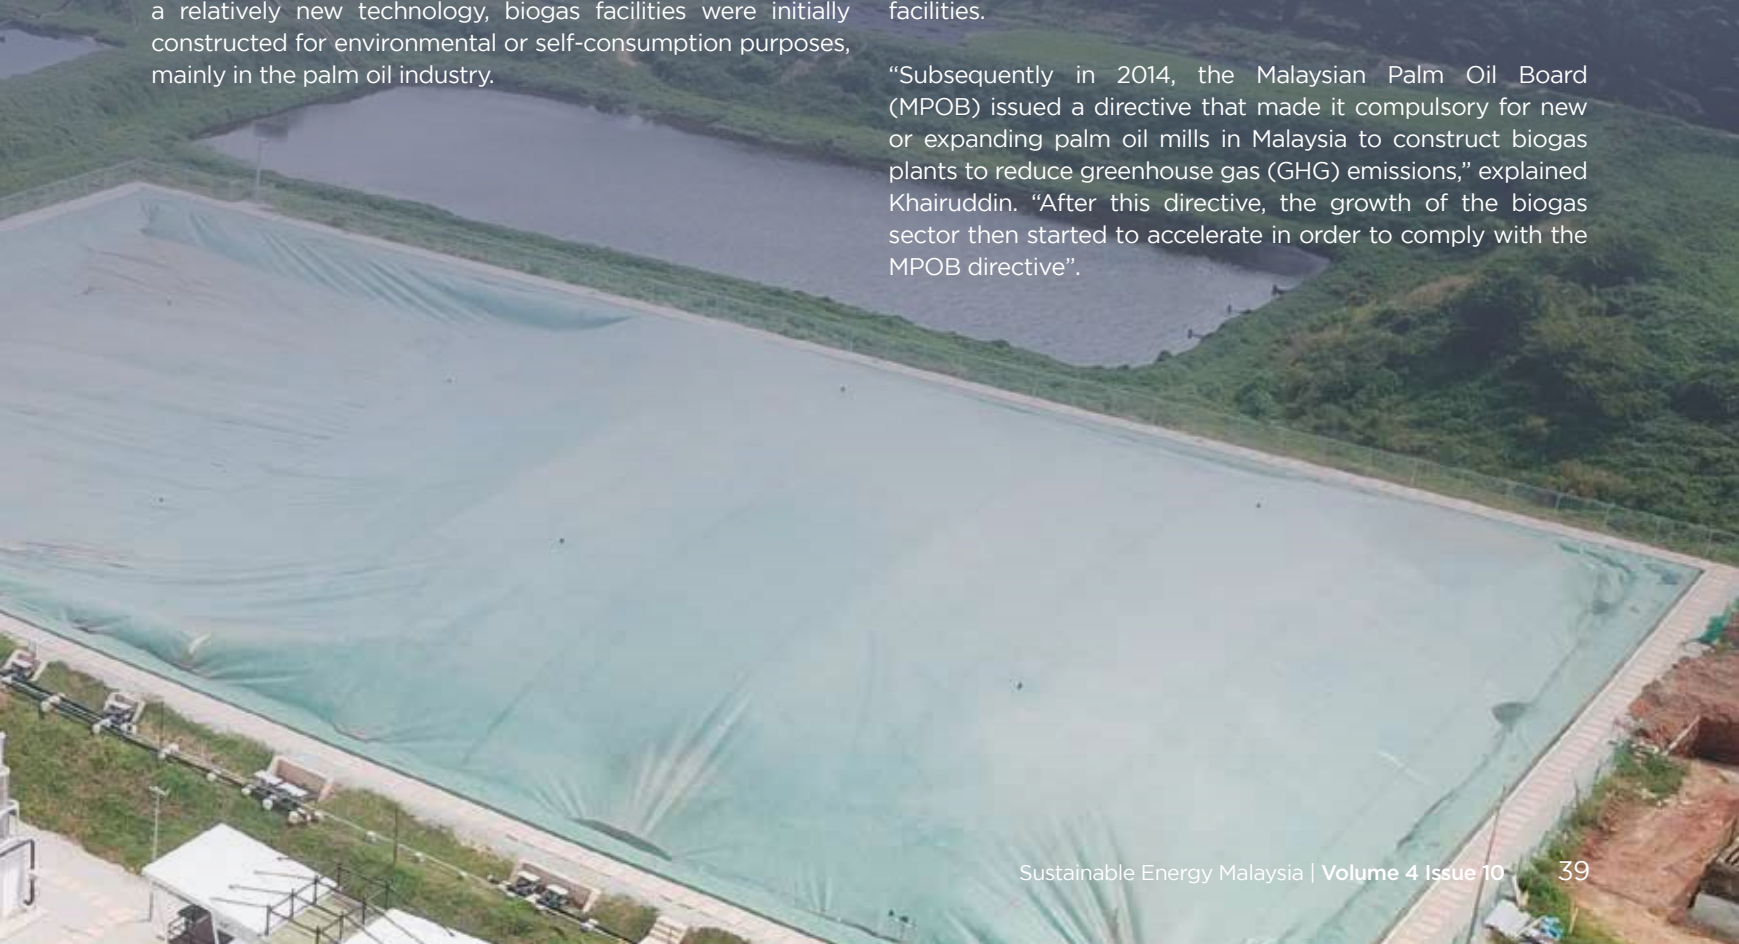 a relatively new technology, biogas facilities were initially
constructed for environmental or self-consumption purposes,
mainly in the palm oil industry.
facilities.
“Subsequently in 2014, the Malaysian Palm Oil Board
(MPOB) issued a directive that made it compulsory for new
or expanding palm oil mills in Malaysia to construct biogas
plants to reduce greenhouse gas (GHG) emissions,” explained
Khairuddin. “After this directive, the growth of the biogas
sector then started to accelerate in order to comply with the
MPOB directive”.
Sustainable Energy Malaysia | Volume 4 Issue 10 39